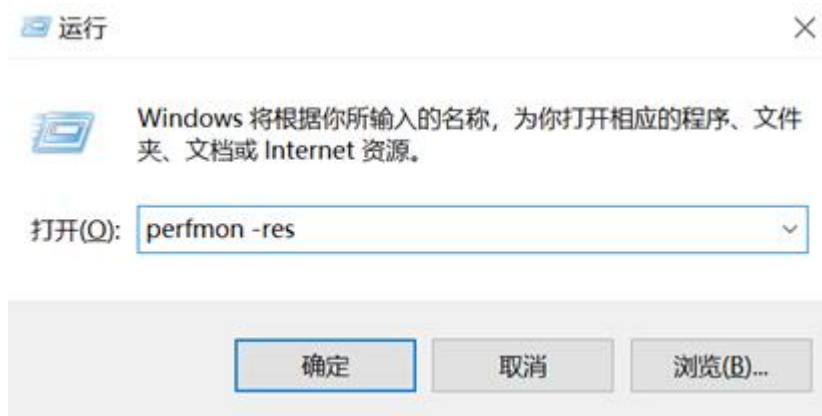 运行
Windows 将根据你所输入的名称，为你打开相应的程序、文件
夹、文档或 Internet 资源。
打开(O): perfmon -res
确定 取消 浏览(B)...